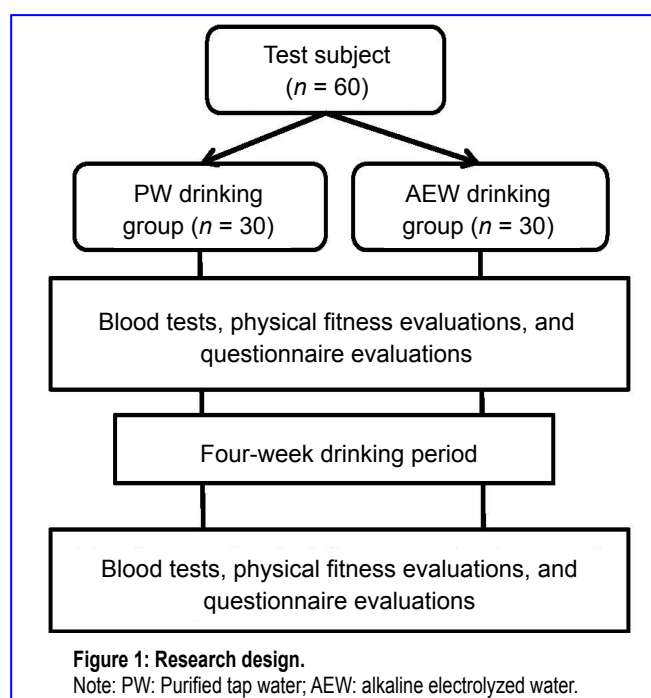 Test subject
(n = 60)
PW drinking
group (n = 30)
AEW drinking
group (n = 30)
Blood tests, physical fitness evaluations, and
questionnaire evaluations
Four-week drinking period
Blood tests, physical fitness evaluations, and
questionnaire evaluations
Figure 1: Research design.
Note: PW: Purified tap water; AEW: alkaline electrolyzed water.